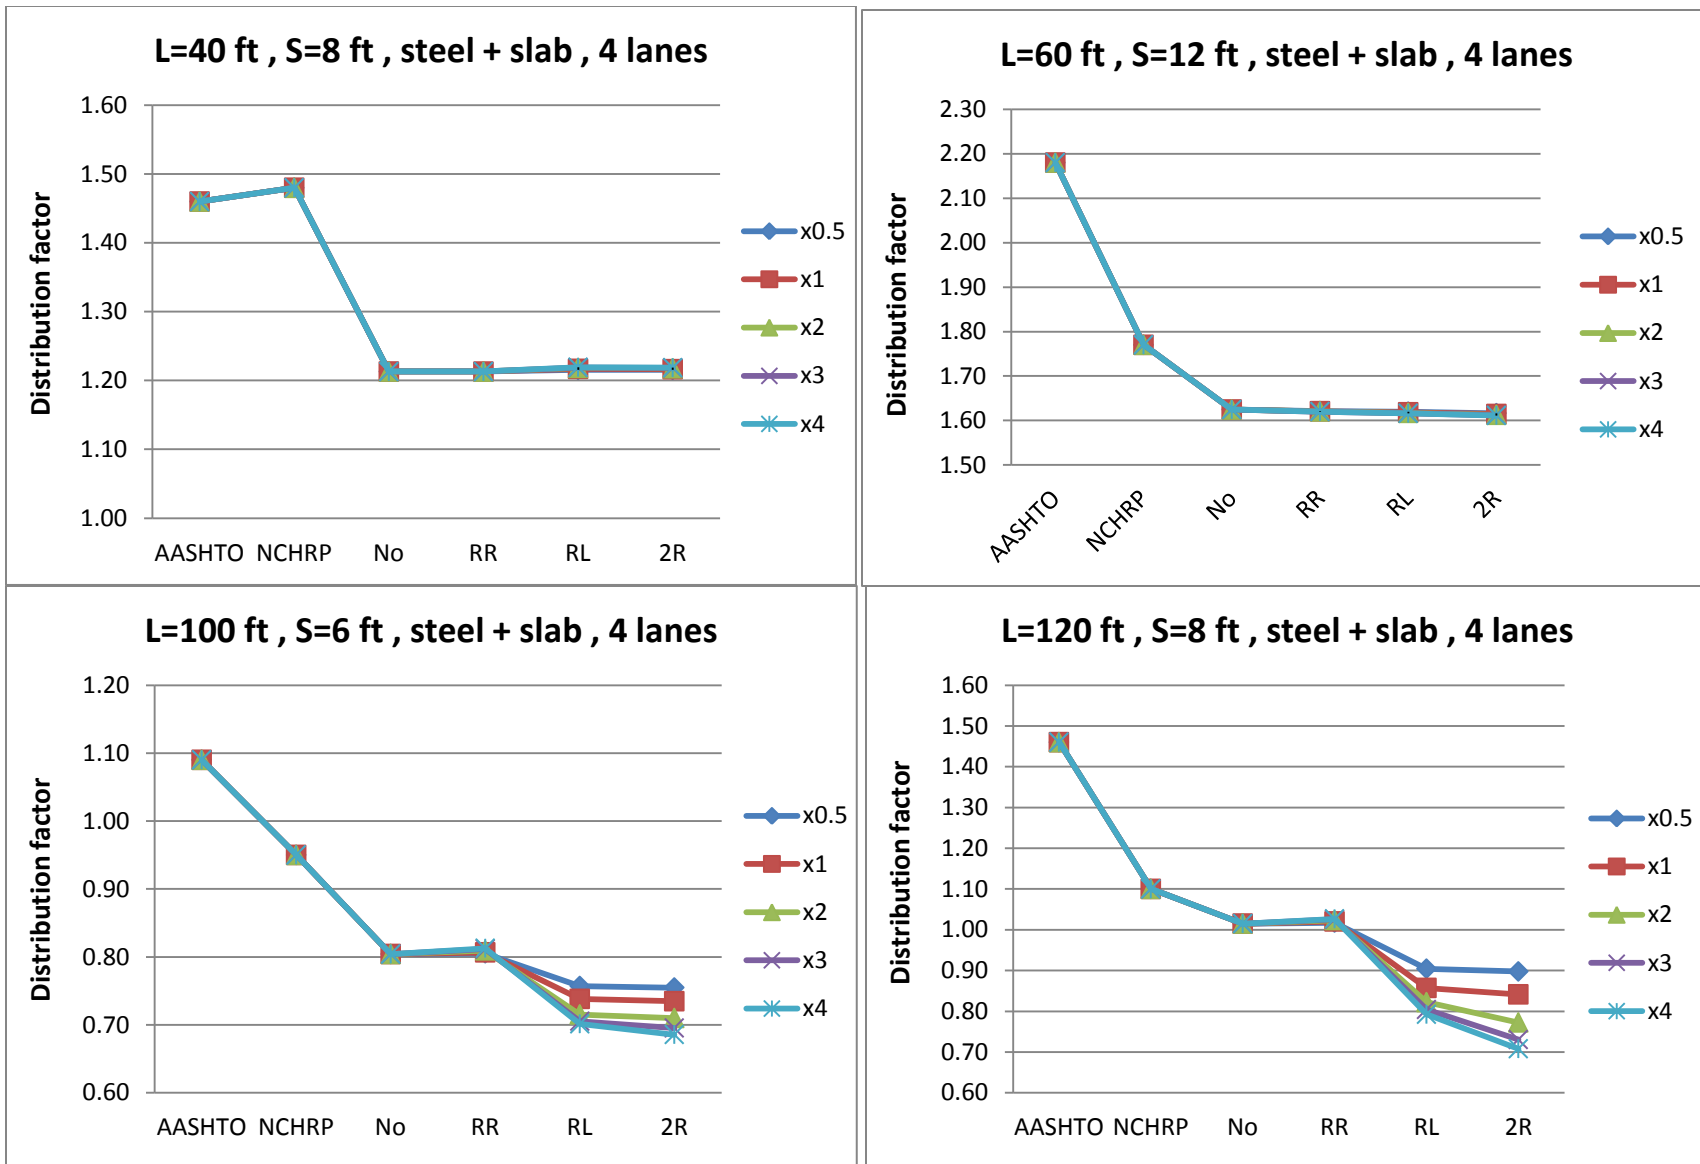 L=40 ft , S=8 ft , steel + slab , 4 lanes
Distribution factor
1.60
1.50
1.40
1.30
1.20
1.10
1.00
AASHTO NCHRP No RR RL 2R
x0.5
x1
x2
x3
x4
L=60 ft , S=12 ft , steel + slab , 4 lanes
Distribution factor
2.30
2.20
2.10
2.00
1.90
1.80
1.70
1.60
1.50
AASHTO NCHRP No RR RL 2R
x0.5
x1
x2
x3
x4
L=100 ft , S=6 ft , steel + slab , 4 lanes
Distribution factor
1.20
1.10
1.00
0.90
0.80
0.70
0.60
AASHTO NCHRP No RR RL 2R
x0.5
x1
x2
x3
x4
L=120 ft , S=8 ft , steel + slab , 4 lanes
Distribution factor
1.60
1.50
1.40
1.30
1.20
1.10
1.00
0.90
0.80
0.70
0.60
AASHTO NCHRP No RR RL 2R
x0.5
x1
x2
x3
x4